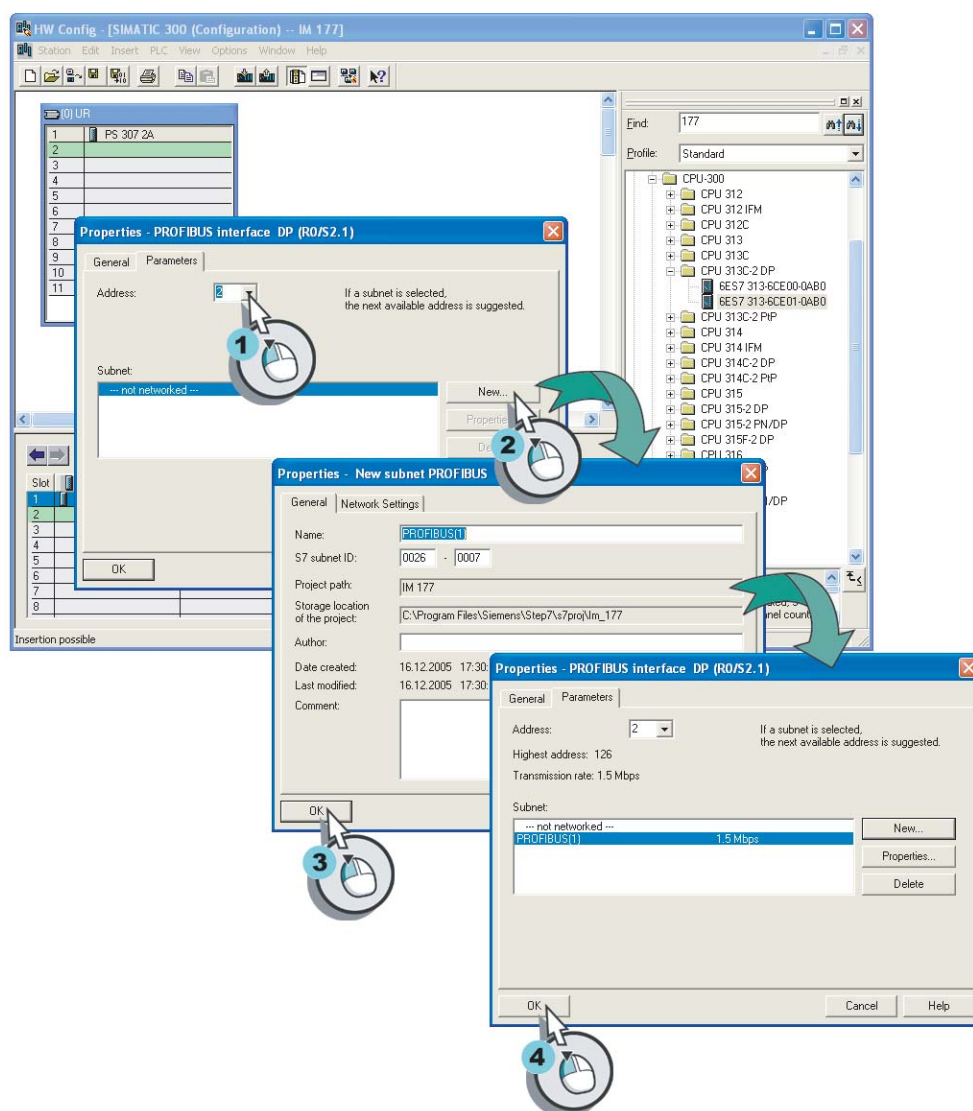 HW Config - [SIMATIC 300 (Configuration) -- IM 177]
Station Edit Insert PLC View Options Window Help
(0) UR
1 PS 307 2A
2
3
4
5
6
7
8
9
10
11
Find: 177
Profile: Standard
CPU-300
CPU 312
CPU 312 IFM
CPU 312C
CPU 313
CPU 313C
CPU 313C-2 DP
6ES7 313-6CE00-0AB0
6ES7 313-6CE01-0AB0
CPU 313C-2 PtP
CPU 314
CPU 314 IFM
CPU 314C-2 DP
CPU 314C-2 PtP
CPU 315
CPU 315-2 DP
CPU 315-2 PN/DP
CPU 315F-2 DP
CPU 316
/DP
Properties - PROFIBUS interface DP (R0/S2.1)
General Parameters
Address: 2
If a subnet is selected,
the next available address is suggested.
1
Subnet:
--- not networked ---
New...
Propertie
De
2
OK
Slot
1
2
3
4
5
6
7
8
Insertion possible
nnel count
Properties - New subnet PROFIBUS
General Network Settings
Name: PROFIBUS(1)
S7 subnet ID: 0026 - 0007
Project path: IM 177
Storage location
of the project: C:\Program Files\Siemens\Step7\s7proj\Im_177
Author:
Date created: 16.12.2005 17:30:
Last modified: 16.12.2005 17:30:
Comment:
OK
3
Properties - PROFIBUS interface DP (R0/S2.1)
General Parameters
Address: 2
If a subnet is selected,
the next available address is suggested.
Highest address: 126
Transmission rate: 1.5 Mbps
Subnet:
--- not networked ---
PROFIBUS(1) 1.5 Mbps
New...
Properties...
Delete
OK Cancel Help
4